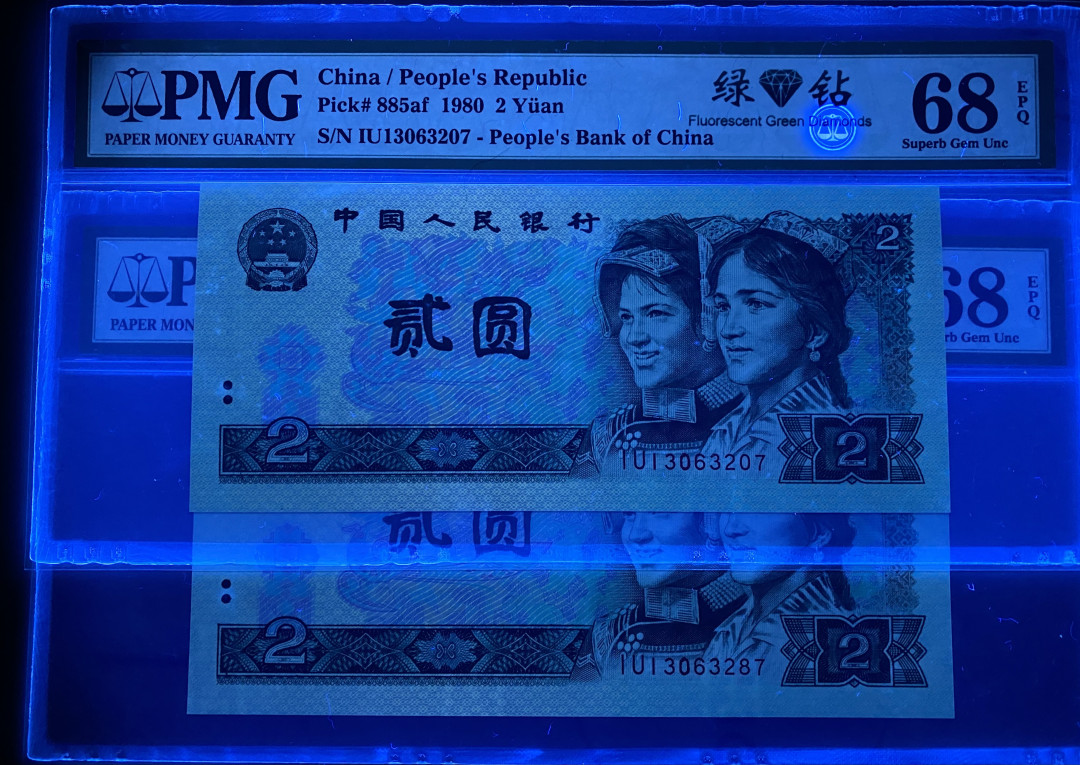 PMG
PAPER MONEY GUARANTY
China / People's Republic
Pick# 885af 1980 2 Yüan
S/N IU13063207 - People's Bank of China
绿钻
Fluorescent Green Diamonds
68
EPQ
Superb Gem Unc
中国人民银行
2
贰圆
2
IU13063207
2
P
PAPER MON
68
EPQ
rb Gem Unc
贰圆
2
IU13063287
2